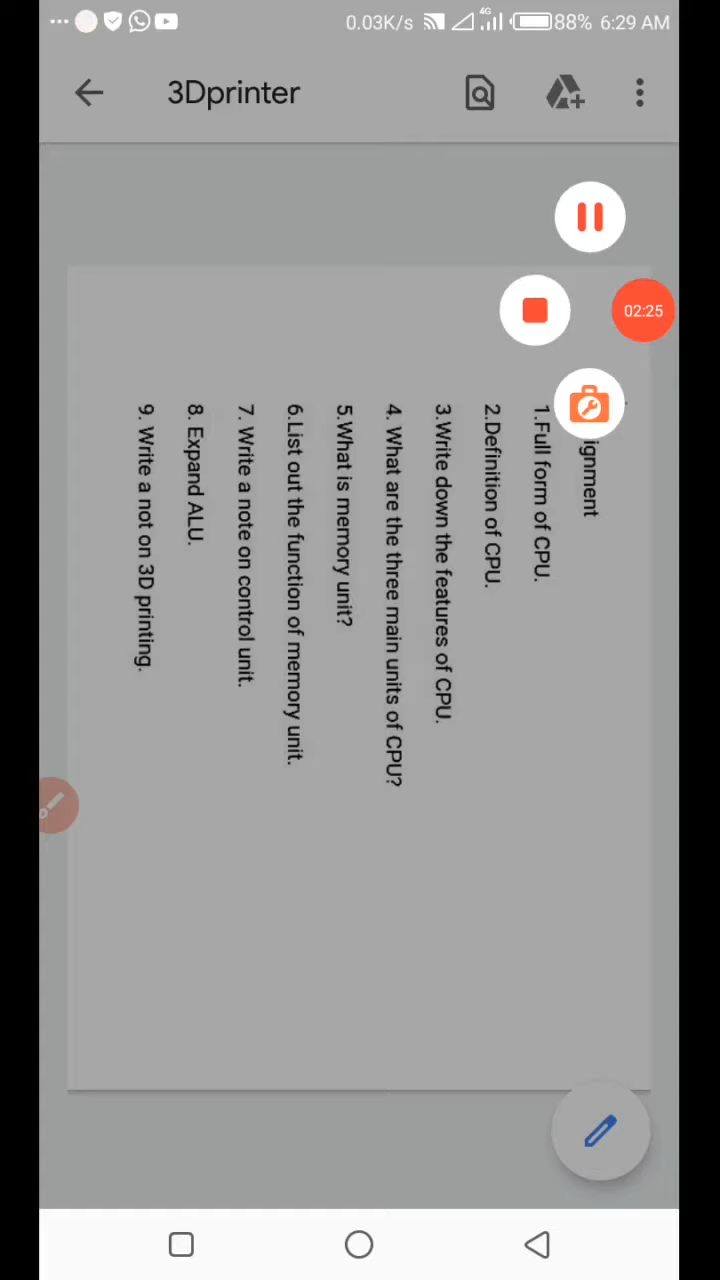 0.03K/s 4G 88% 6:29 AM
3Dprinter
02:25
ignment
1.Full form of CPU.
2.Definition of CPU.
3.Write down the features of CPU.
4. What are the three main units of CPU?
5.What is memory unit?
6.List out the function of memory unit.
7. Write a note on control unit.
8. Expand ALU.
9. Write a not on 3D printing.